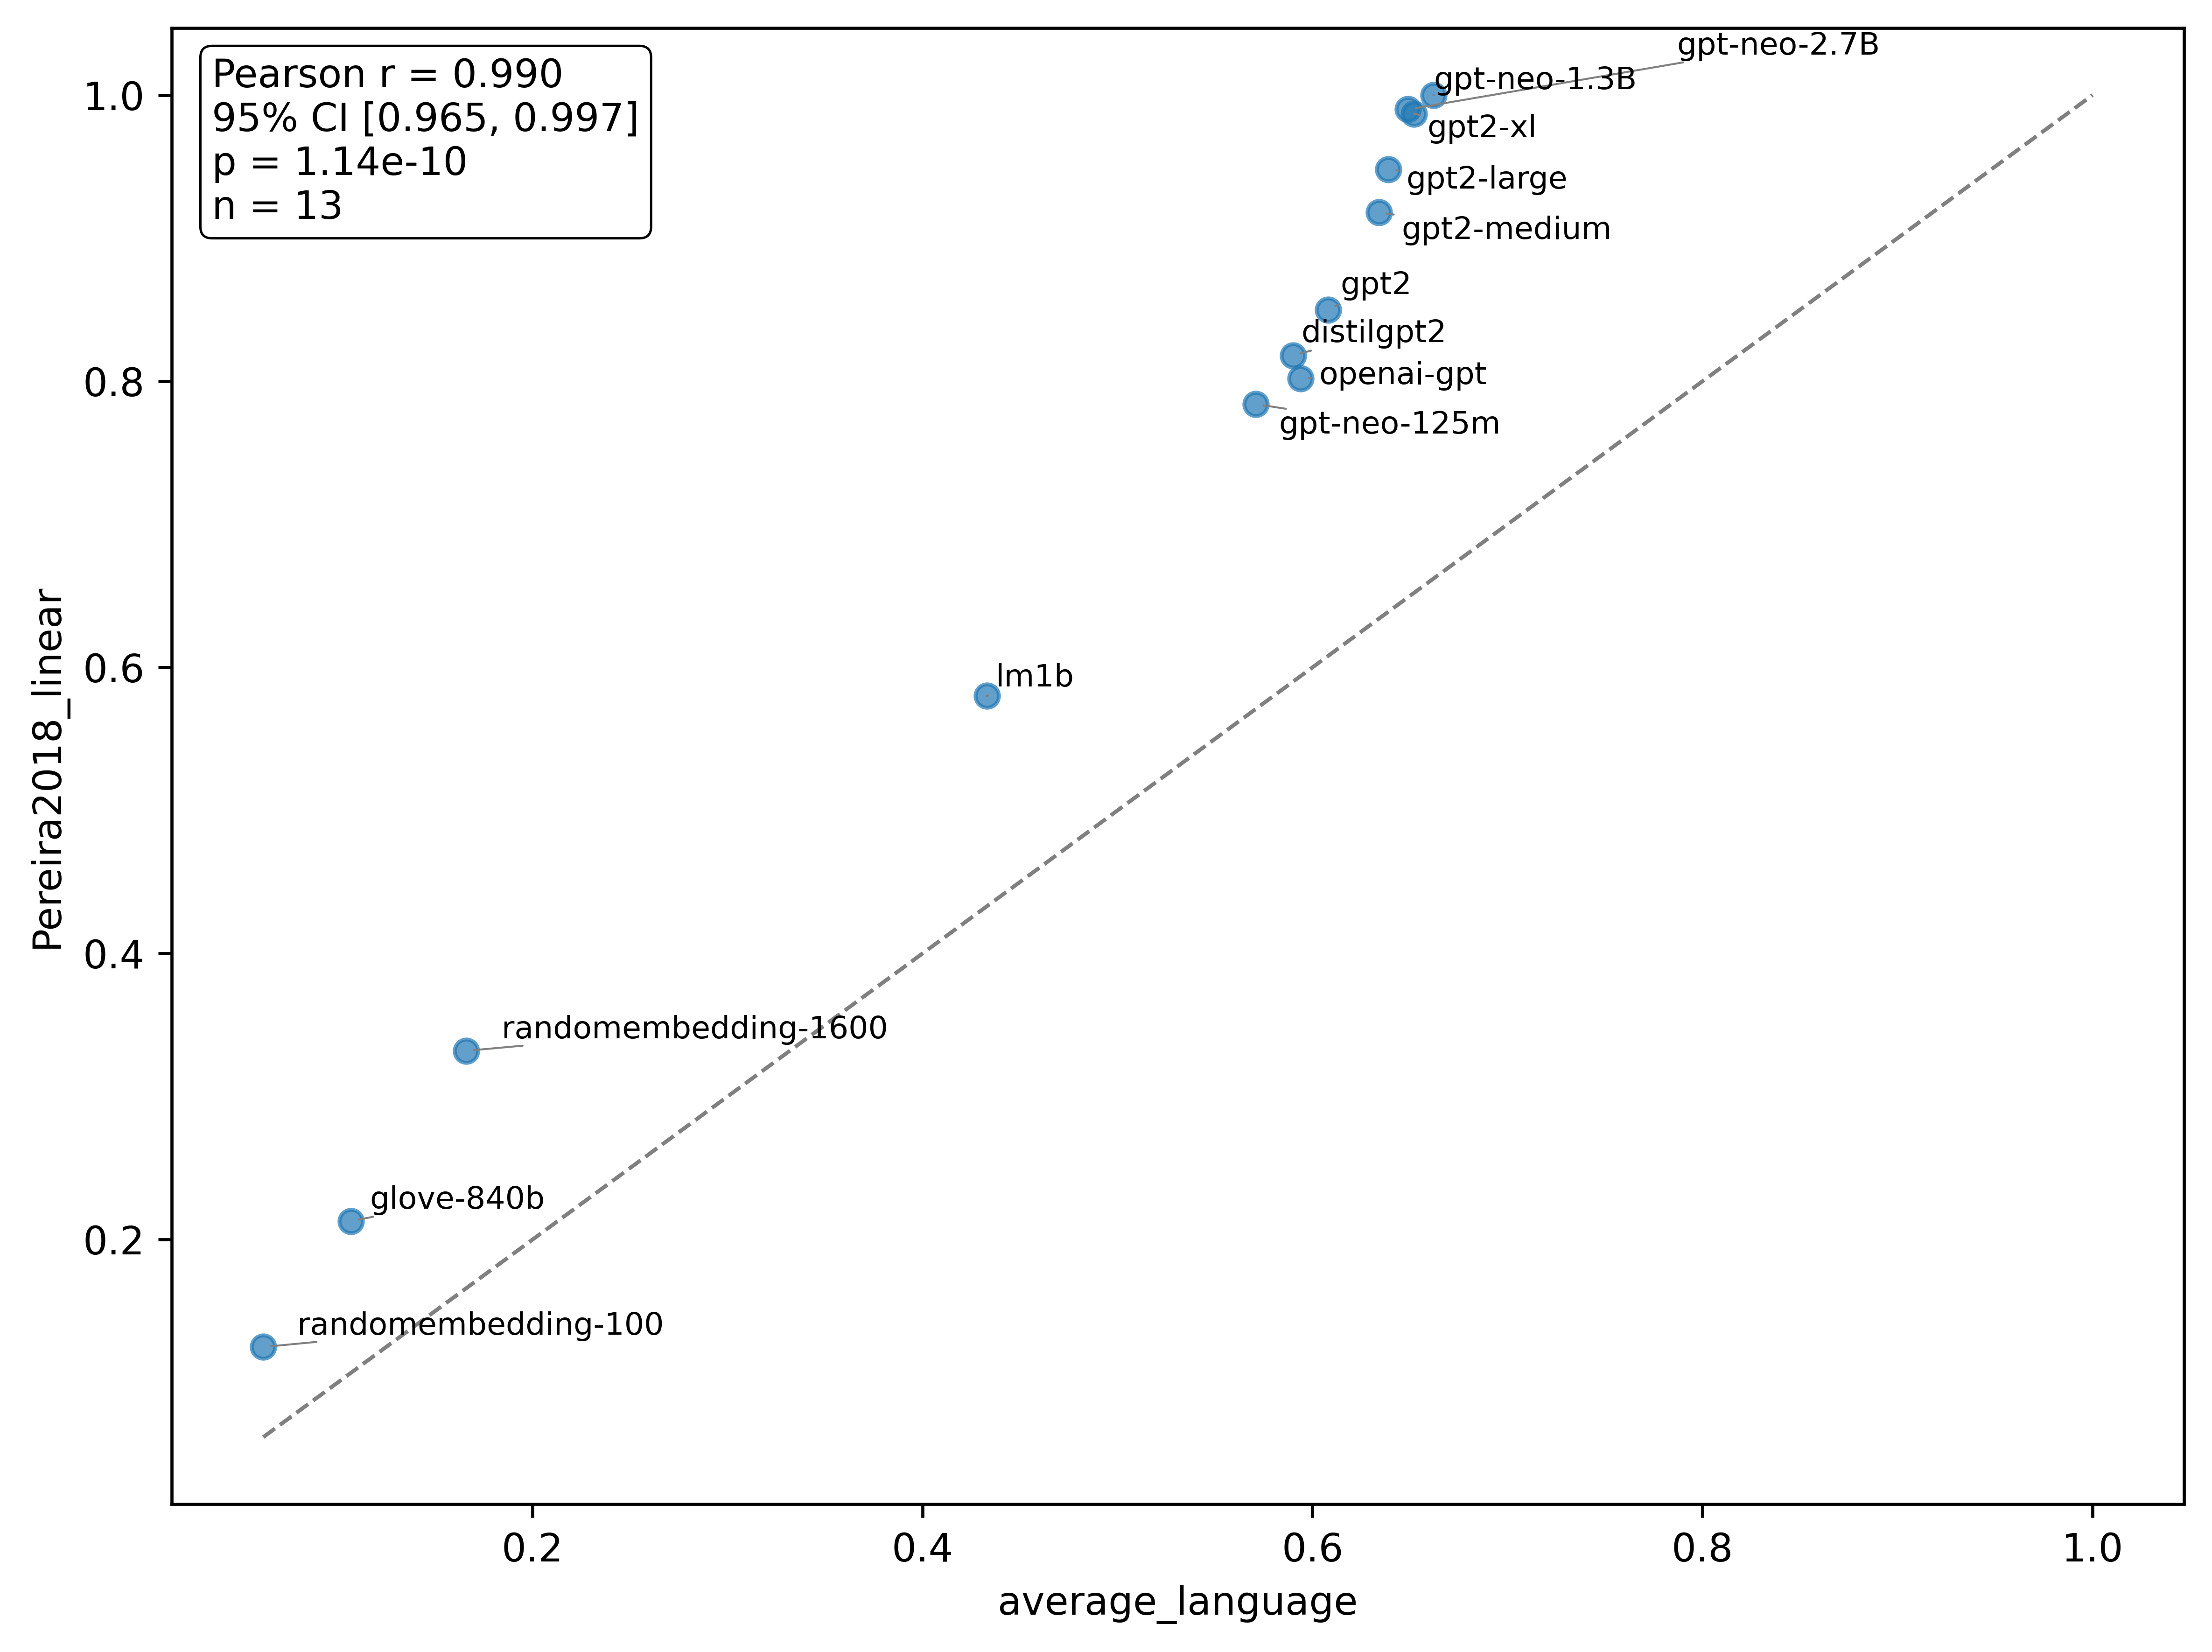 Pearson r = 0.990
95% CI [0.965, 0.997]
p = 1.14e-10
n = 13
gpt-neo-2.7B
gpt-neo-1.3B
gpt2-xl
gpt2-large
gpt2-medium
gpt2
distilgpt2
openai-gpt
gpt-neo-125m
lm1b
randomembedding-1600
glove-840b
randomembedding-100
1.0
0.8
0.6
0.4
0.2
Pereira2018_linear
0.2
0.4
0.6
0.8
1.0
average_language